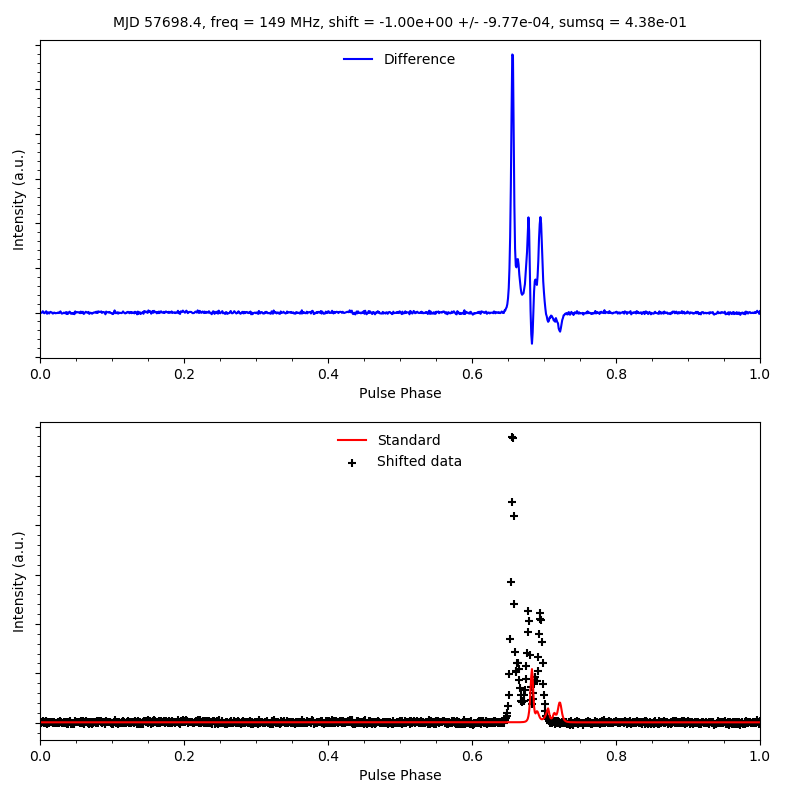 MJD 57698.4, freq = 149 MHz, shift = -1.00e+00 +/- -9.77e-04, sumsq = 4.38e-01
Difference
Intensity (a.u.)
0.0 0.2 0.4 0.6 0.8 1.0
Pulse Phase
Standard
Shifted data
Intensity (a.u.)
0.0 0.2 0.4 0.6 0.8 1.0
Pulse Phase